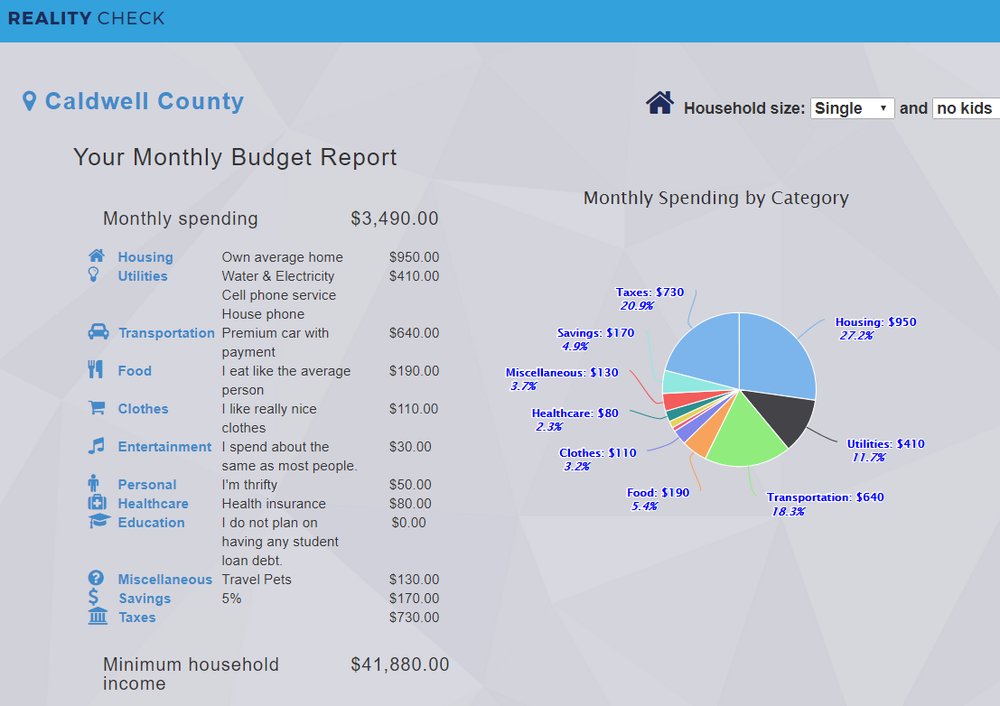 REALITY CHECK
Caldwell County
Household size: Single and no kids
Your Monthly Budget Report
Monthly spending $3,490.00
Housing Own average home $950.00
Utilities Water & Electricity $410.00
Cell phone service
House phone
Transportation Premium car with $640.00
payment
Food I eat like the average $190.00
person
Clothes I like really nice $110.00
clothes
Entertainment I spend about the $30.00
same as most people.
Personal I'm thrifty $50.00
Healthcare Health insurance $80.00
Education I do not plan on $0.00
having any student
loan debt.
Miscellaneous Travel Pets $130.00
Savings 5% $170.00
Taxes $730.00
Minimum household $41,880.00
income
Monthly Spending by Category
Taxes: $730
20.9%
Housing: $950
27.2%
Savings: $170
4.9%
Miscellaneous: $130
3.7%
Healthcare: $80
2.3%
Utilities: $410
11.7%
Clothes: $110
3.2%
Food: $190
5.4%
Transportation: $640
18.3%